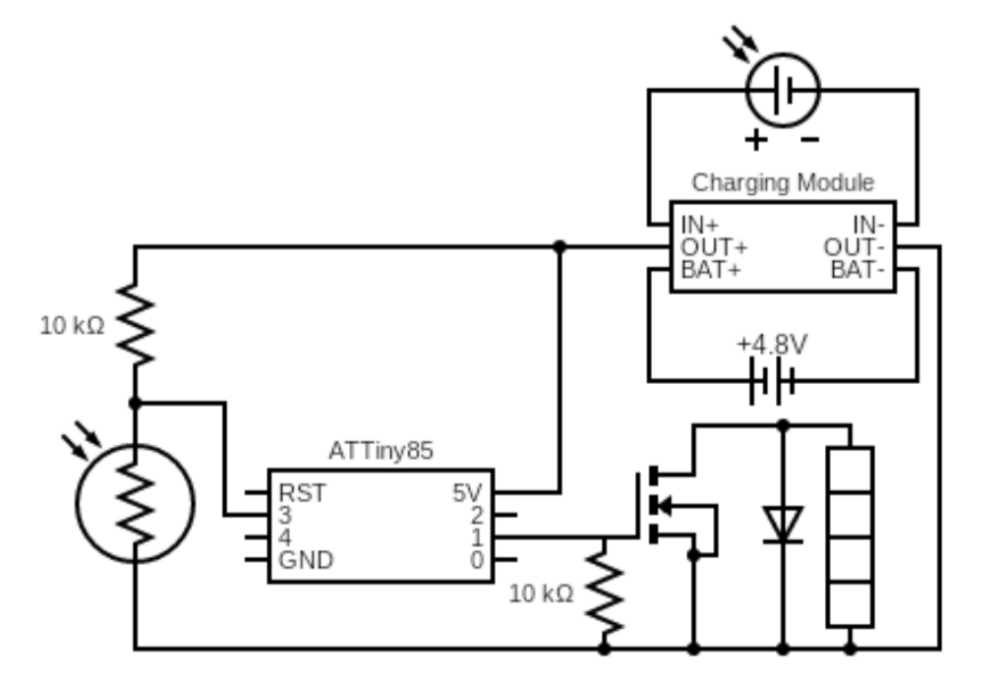 + −
Charging Module
IN+ IN-
OUT+ OUT-
BAT+ BAT-
10 kΩ
+4.8V
ATTiny85
RST 5V
3 2
4 1
GND 0
10 kΩ